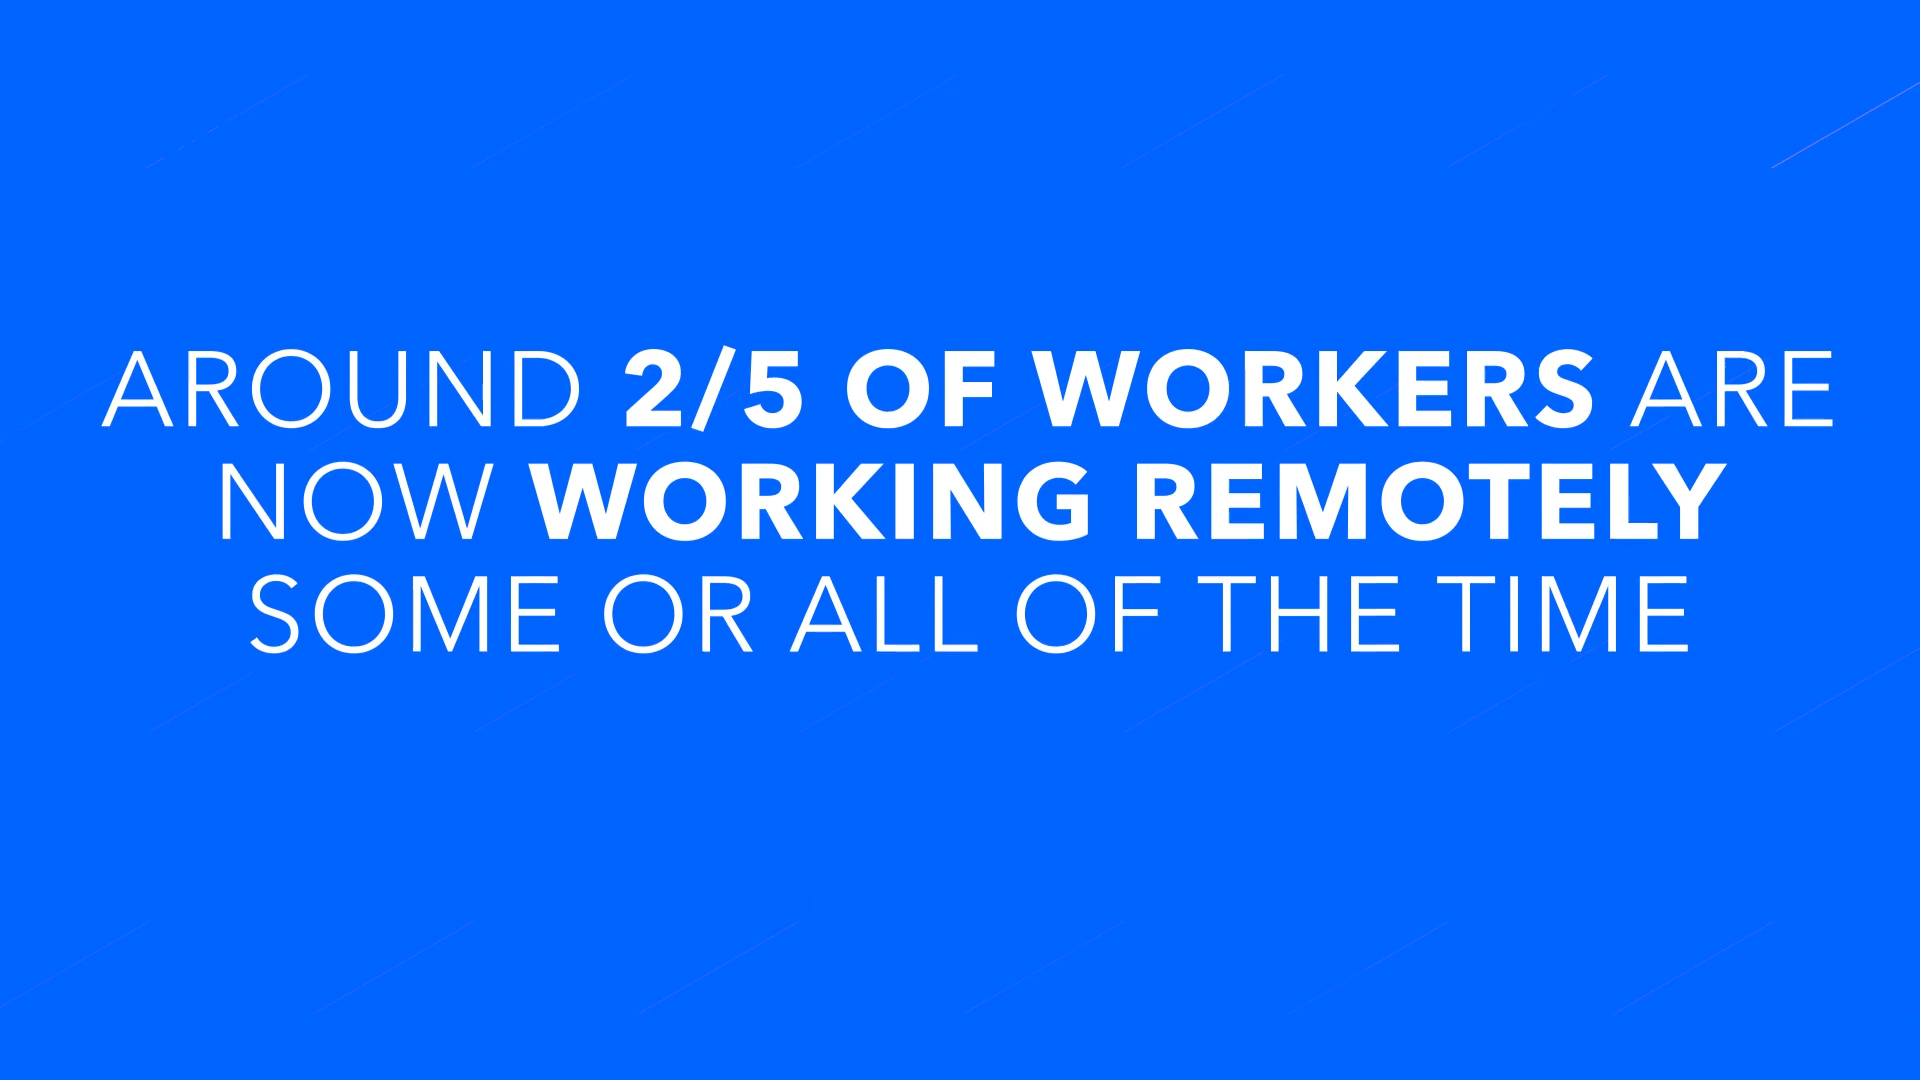 AROUND 2/5 OF WORKERS ARE
NOW WORKING REMOTELY
SOME OR ALL OF THE TIME